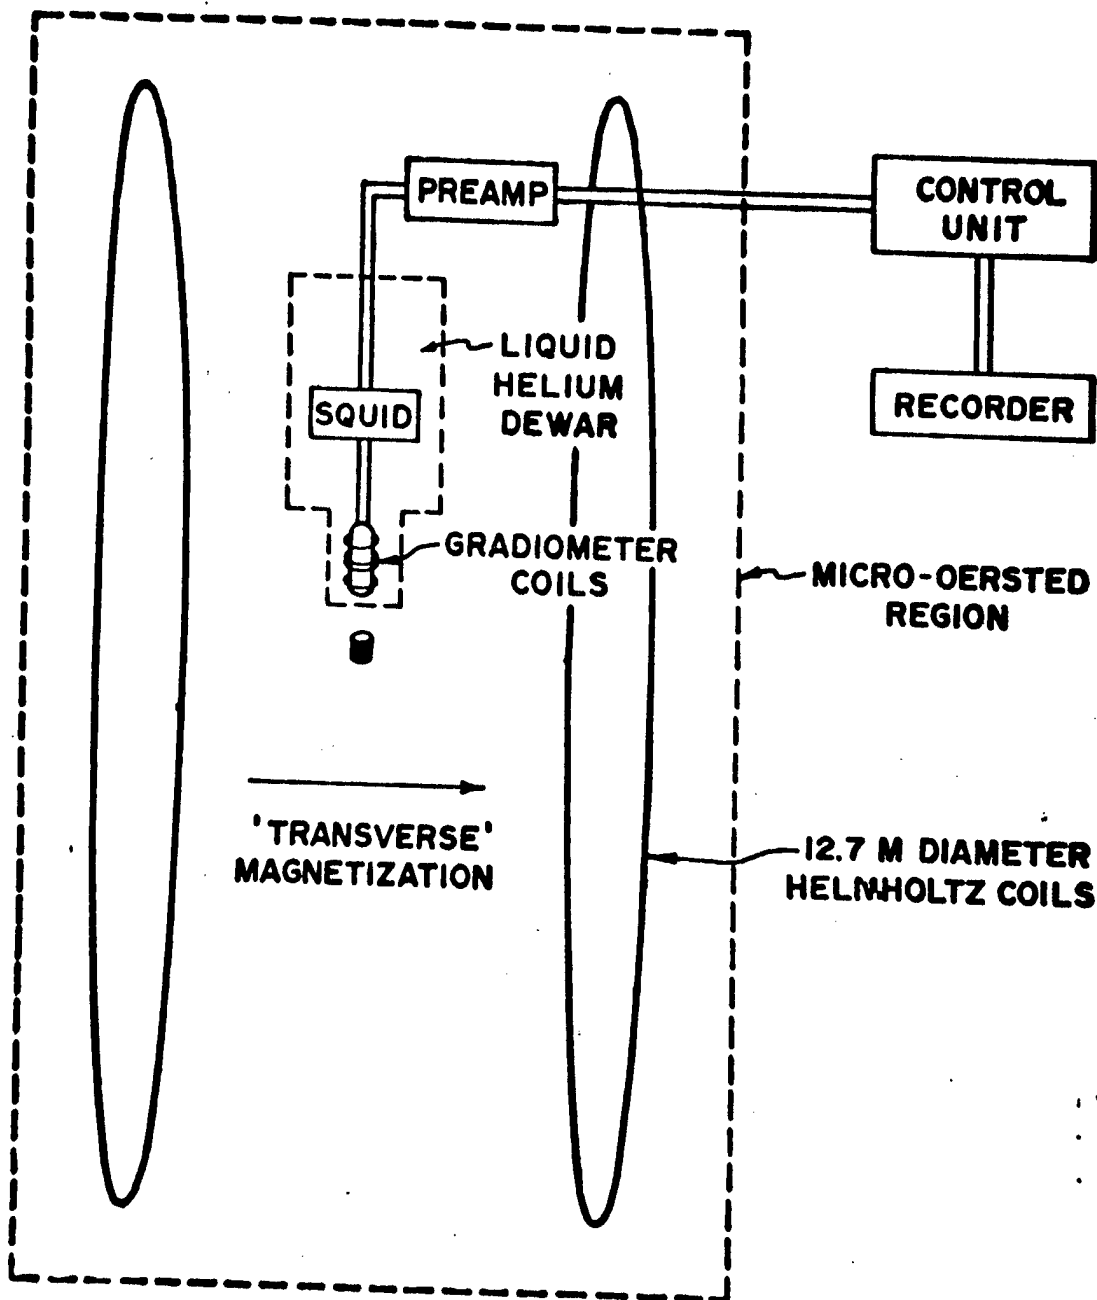 PREAMP
CONTROL
UNIT
LIQUID
HELIUM
DEWAR
SQUID
RECORDER
GRADIOMETER
COILS
MICRO-OERSTED
REGION
'TRANSVERSE'
MAGNETIZATION
12.7 M DIAMETER
HELMHOLTZ COILS